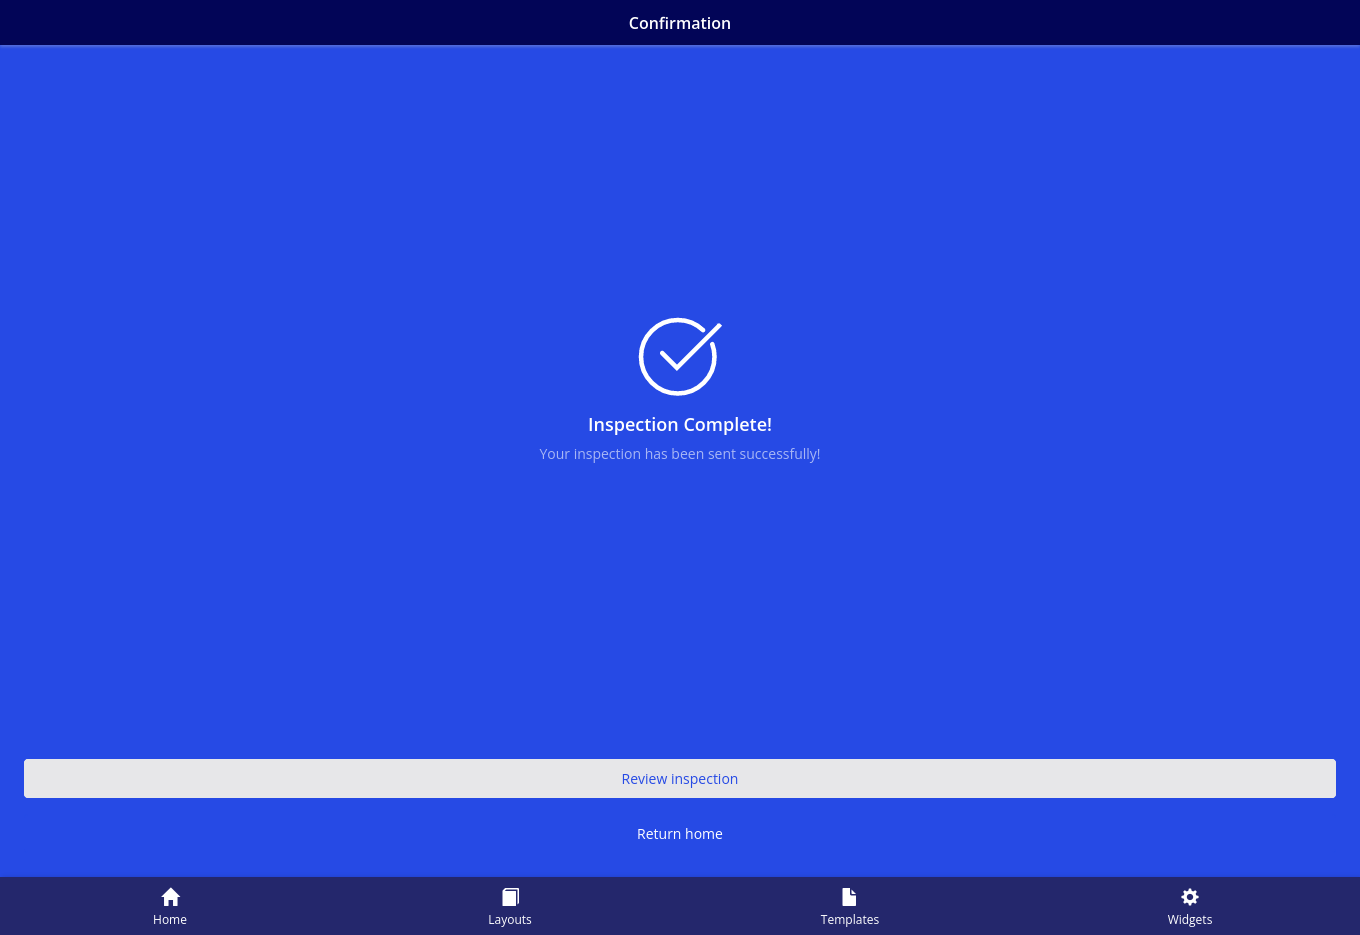 Confirmation
Inspection Complete!
Your inspection has been sent successfully!
Review inspection
Return home
Home
Layouts
Templates
Widgets